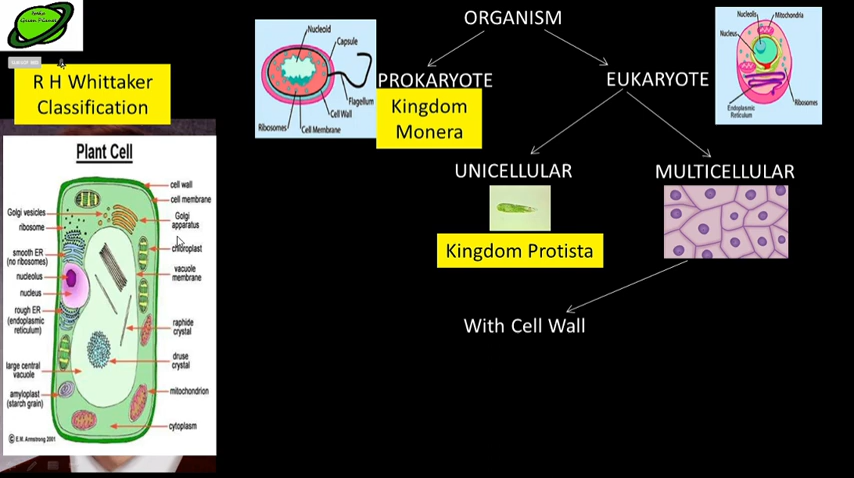 ORGANISM
PROKARYOTE
EUKARYOTE
Kingdom
Monera
UNICELLULAR
MULTICELLULAR
Kingdom Protista
With Cell Wall
Green Planet
R H Whittaker
Classification
Nucleoid
Capsule
Flagellum
Cell Wall
Cell Membrane
Ribosomes
Nucleolis
Mitochondria
Nucleus
Endoplasmic
Reticulum
Ribosomes
Plant Cell
cell wall
cell membrane
Golgi vesicles
Golgi
apparatus
ribosome
chloroplast
smooth ER
(no ribosomes)
vacuole
membrane
nucleolus
nucleus
rough ER
(endoplasmic
reticulum)
raphide
crystal
druse
crystal
large central
vacuole
mitochondrion
amyloplast
(starch grain)
cytoplasm
© E.M. Armstrong 2001